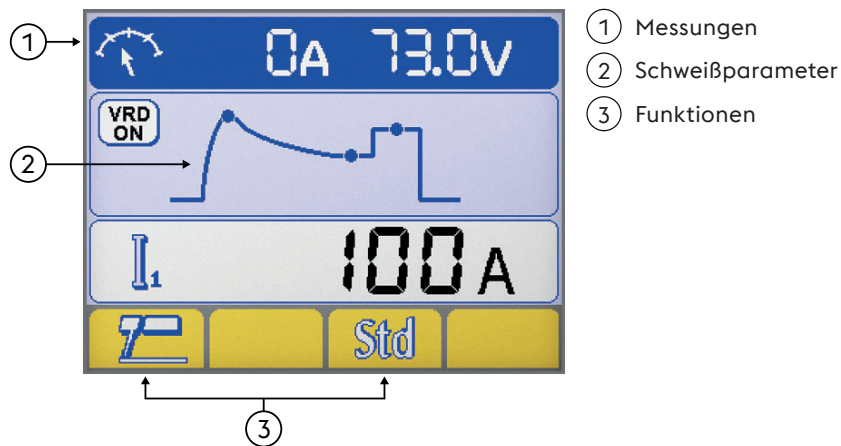 1
0A 73.0V
1 Messungen
2 Schweißparameter
3 Funktionen
VRD
ON
2
I1 100A
Std
3